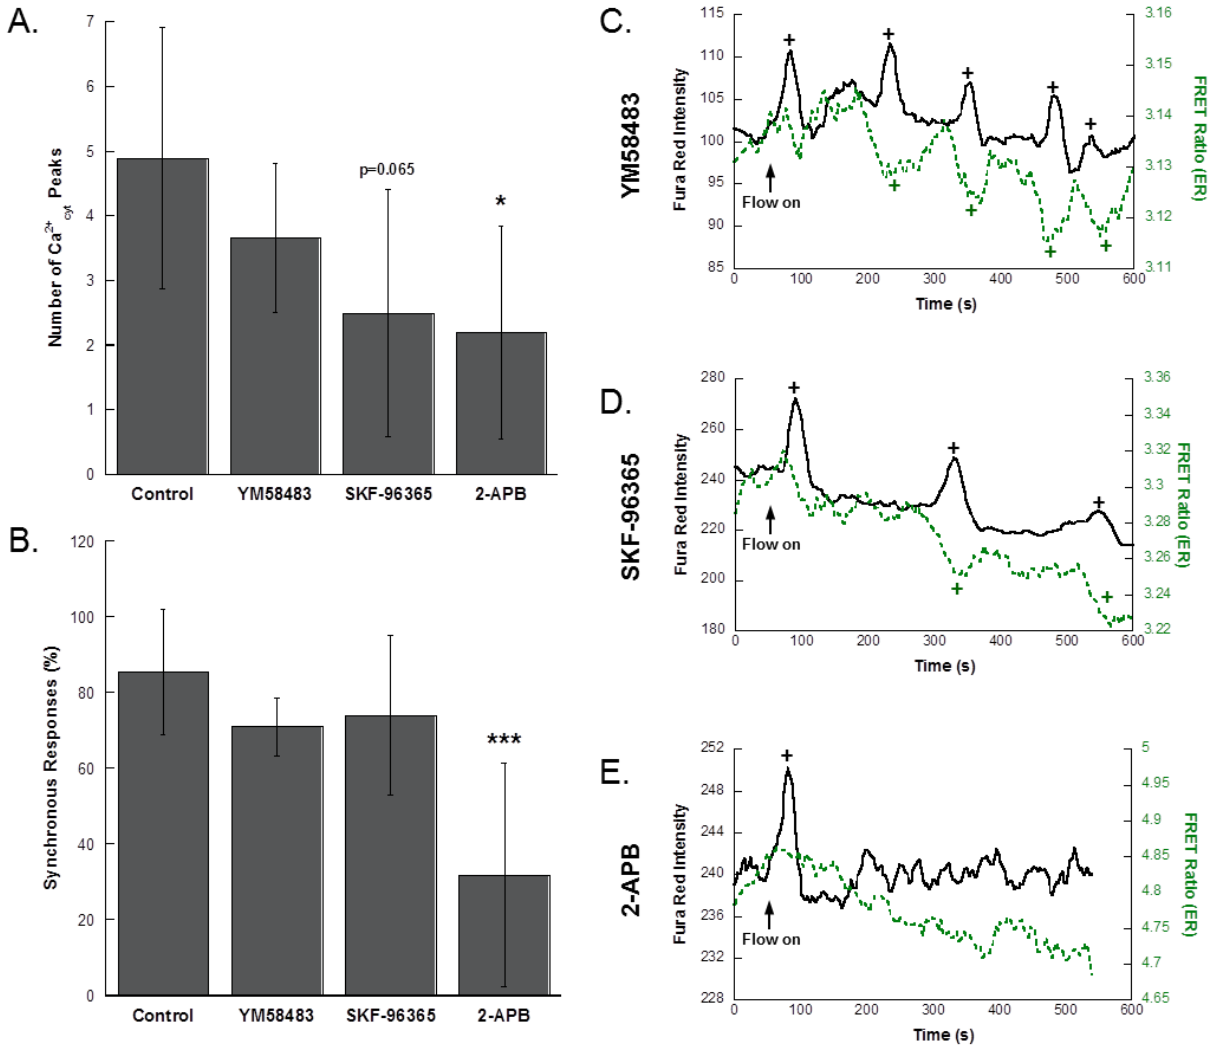 A.
7
6
5
4
3
2
1
0
Number of Ca²⁺cyt Peaks
p=0.065
*
Control YM58483 SKF-96365 2-APB
B.
120
100
80
60
40
20
0
Synchronous Responses (%)
***
Control YM58483 SKF-96365 2-APB
C.
YM58483
Fura Red Intensity
115
110
105
100
95
90
85
+ + + + +
+ + + +
Flow on
0 100 200 300 400 500 600
Time (s)
3.16
3.15
3.14
3.13
3.12
3.11
FRET Ratio (ER)
D.
SKF-96365
Fura Red Intensity
280
260
240
220
200
180
+ + +
+ +
Flow on
0 100 200 300 400 500 600
Time (s)
3.36
3.34
3.32
3.3
3.28
3.26
3.24
3.22
FRET Ratio (ER)
E.
2-APB
Fura Red Intensity
252
248
244
240
236
232
228
+
Flow on
0 100 200 300 400 500 600
Time (s)
5
4.95
4.9
4.85
4.8
4.75
4.7
4.65
FRET Ratio (ER)